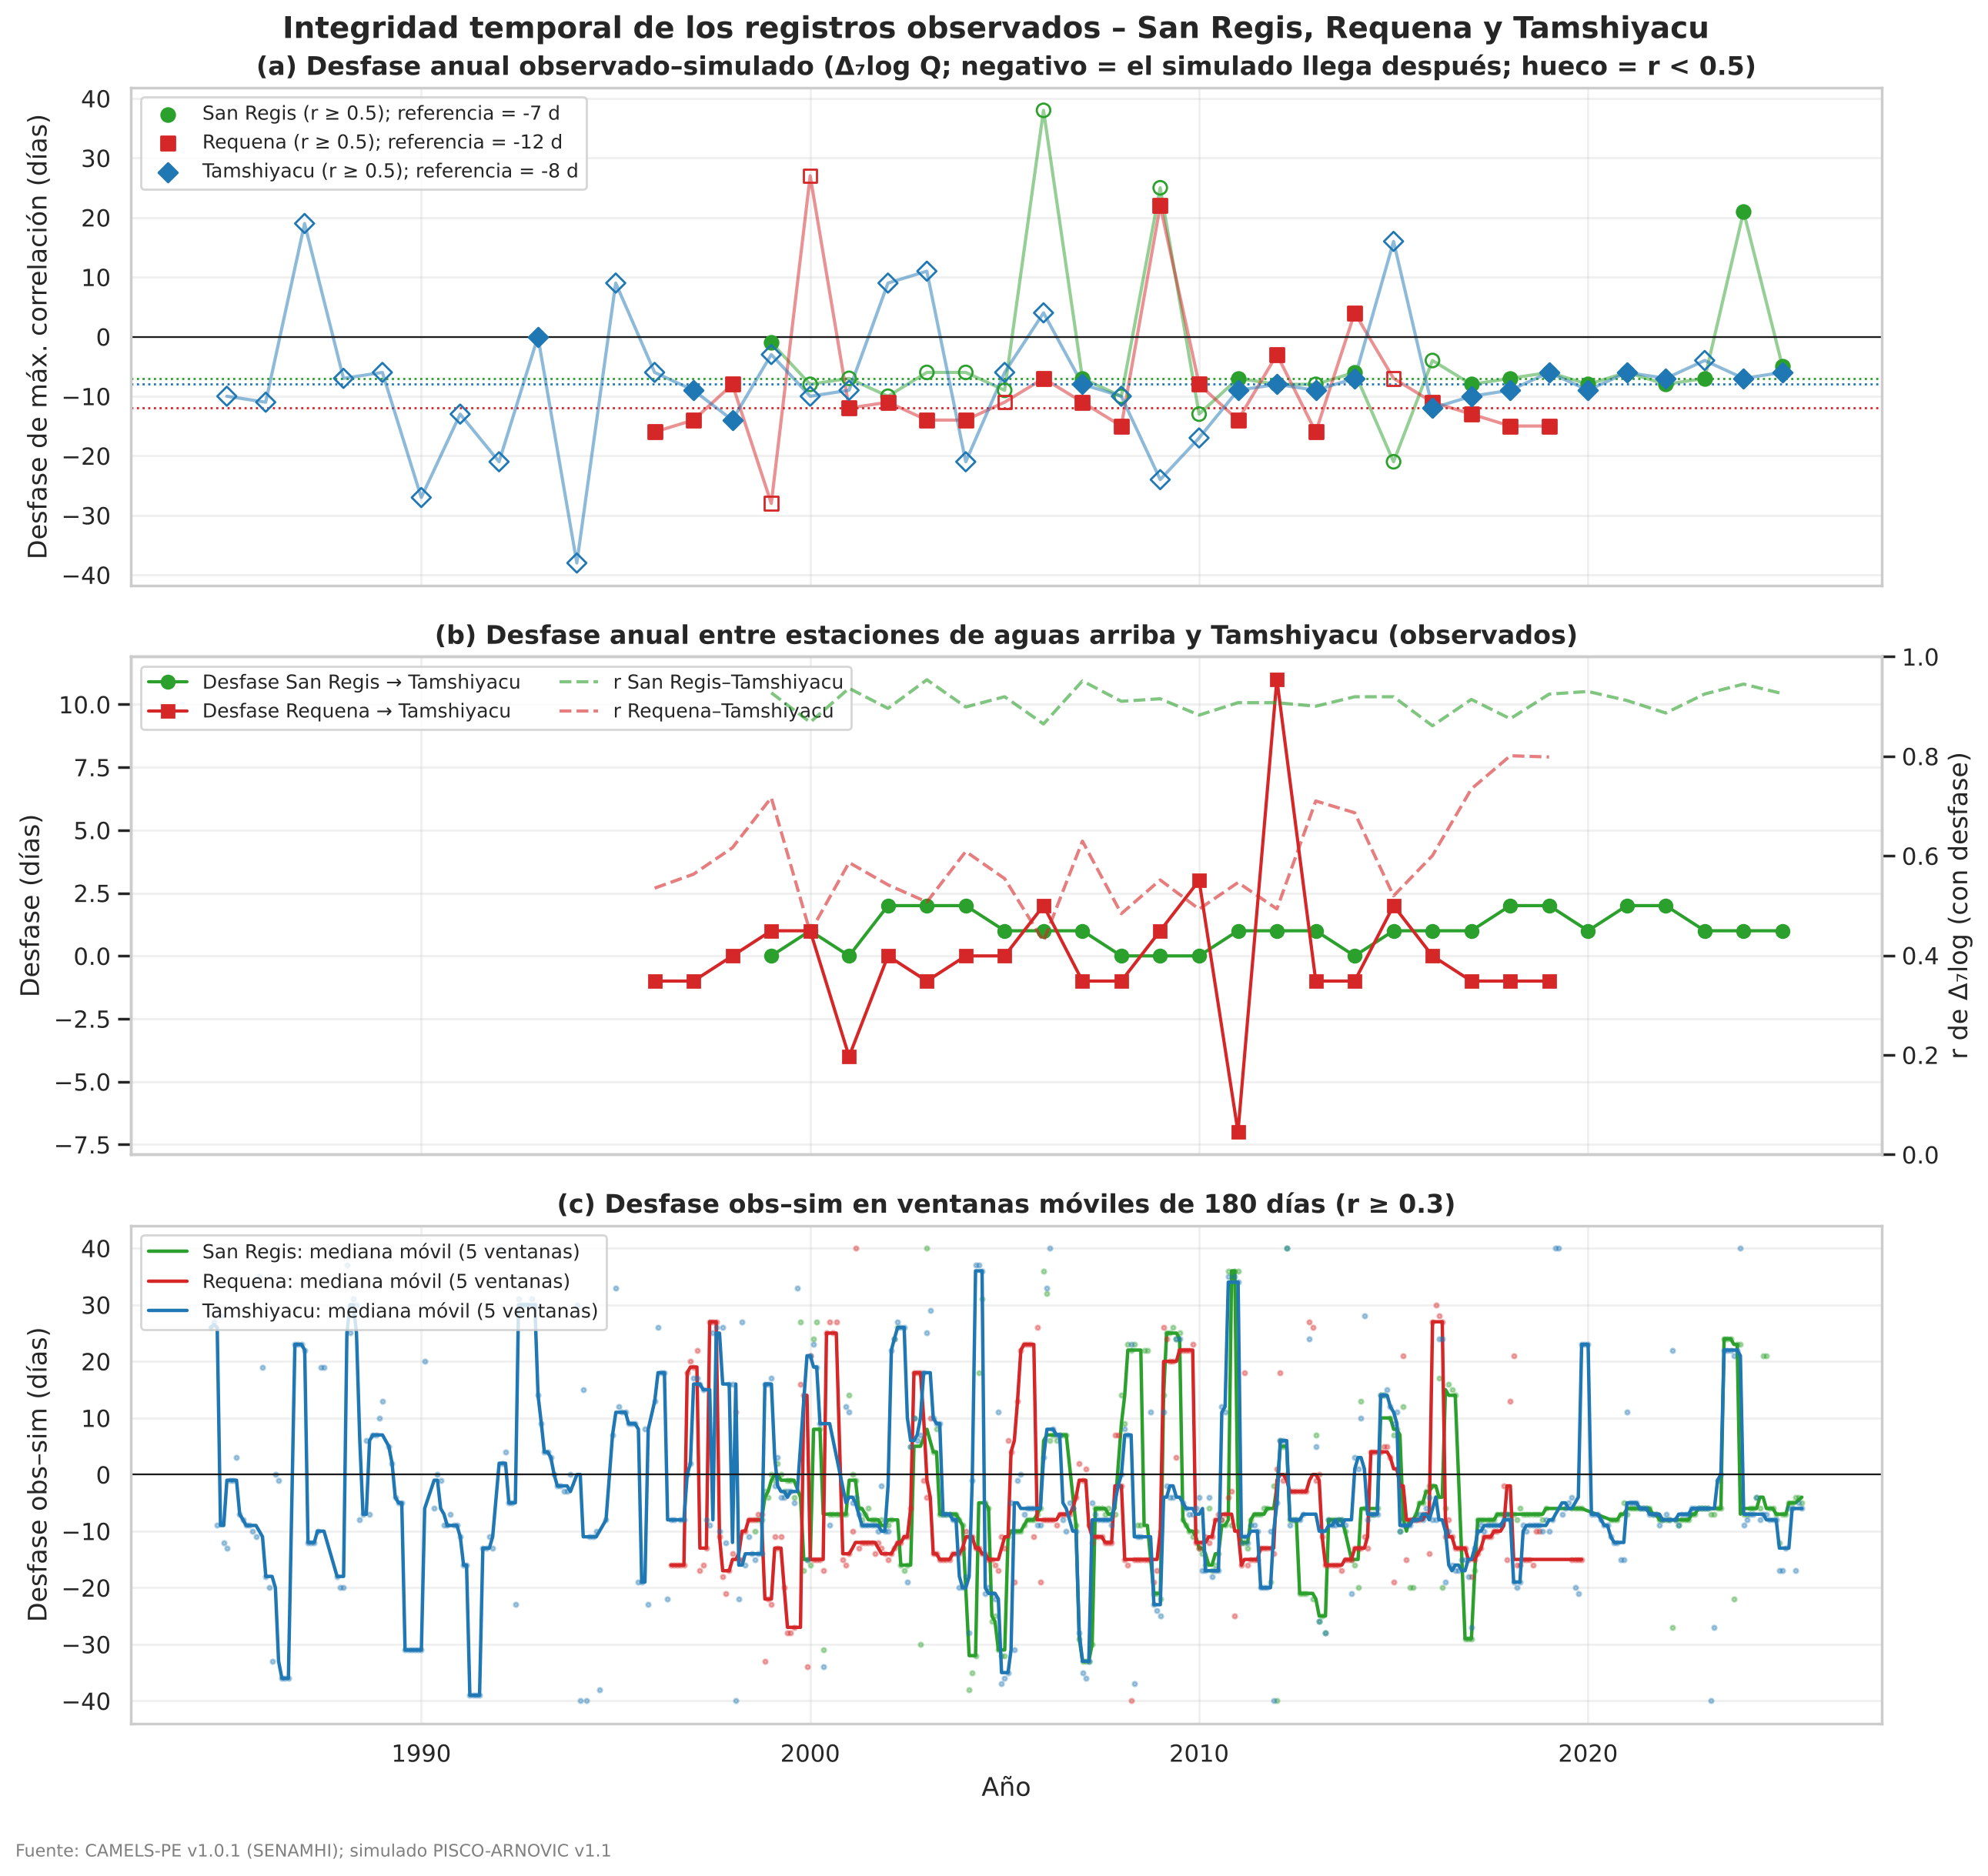 Integridad temporal de los registros observados – San Regis, Requena y Tamshiyacu
(a) Desfase anual observado–simulado (Δ₇log Q; negativo = el simulado llega después; hueco = r < 0.5)
Desfase de máx. correlación (días)
40
30
20
10
0
−10
−20
−30
−40
San Regis (r ≥ 0.5); referencia = -7 d
Requena (r ≥ 0.5); referencia = -12 d
Tamshiyacu (r ≥ 0.5); referencia = -8 d
(b) Desfase anual entre estaciones de aguas arriba y Tamshiyacu (observados)
Desfase (días)
10.0
7.5
5.0
2.5
0.0
−2.5
−5.0
−7.5
Desfase San Regis → Tamshiyacu
Desfase Requena → Tamshiyacu
r San Regis–Tamshiyacu
r Requena–Tamshiyacu
1.0
0.8
0.6
0.4
0.2
0.0
r de Δ₇log (con desfase)
(c) Desfase obs–sim en ventanas móviles de 180 días (r ≥ 0.3)
Desfase obs–sim (días)
40
30
20
10
0
−10
−20
−30
−40
San Regis: mediana móvil (5 ventanas)
Requena: mediana móvil (5 ventanas)
Tamshiyacu: mediana móvil (5 ventanas)
1990
2000
2010
2020
Año
Fuente: CAMELS-PE v1.0.1 (SENAMHI); simulado PISCO-ARNOVIC v1.1